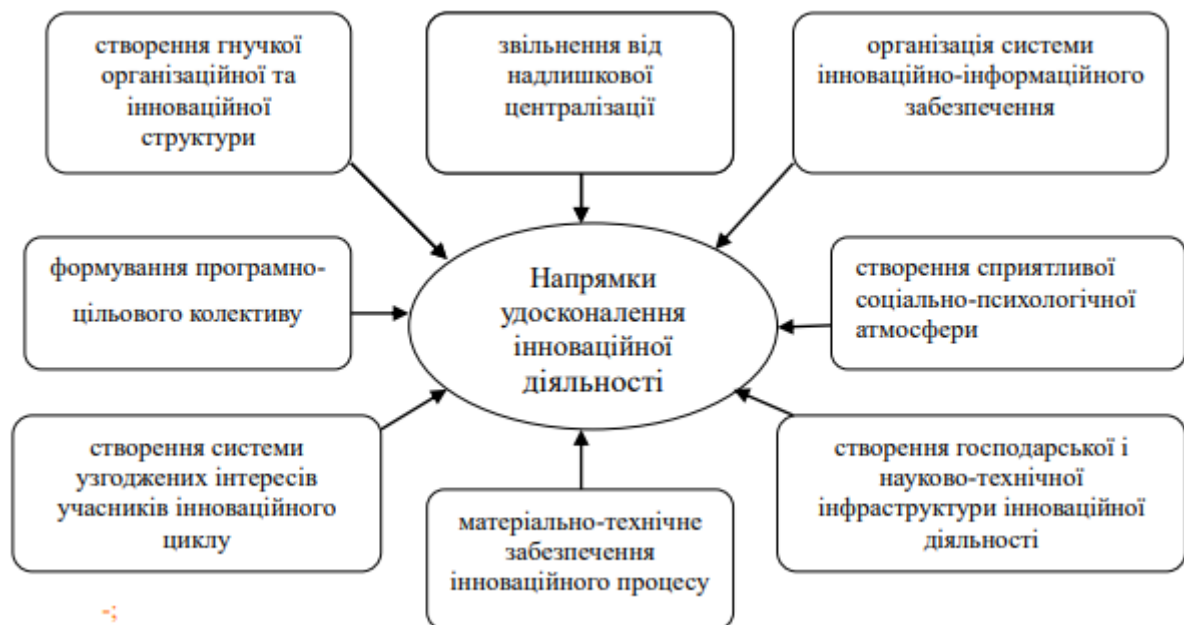 створення гнучкої
організаційної та
інноваційної
структури
звільнення від
надлишкової
централізації
організація системи
інноваційно-інформаційного
забезпечення
формування програмно-
цільового колективу
Напрямки
удосконалення
інноваційної
діяльності
створення сприятливої
соціально-психологічної
атмосфери
створення системи
узгоджених інтересів
учасників інноваційного
циклу
матеріально-технічне
забезпечення
інноваційного процесу
створення господарської і
науково-технічної
інфраструктури інноваційної
діяльності
-;